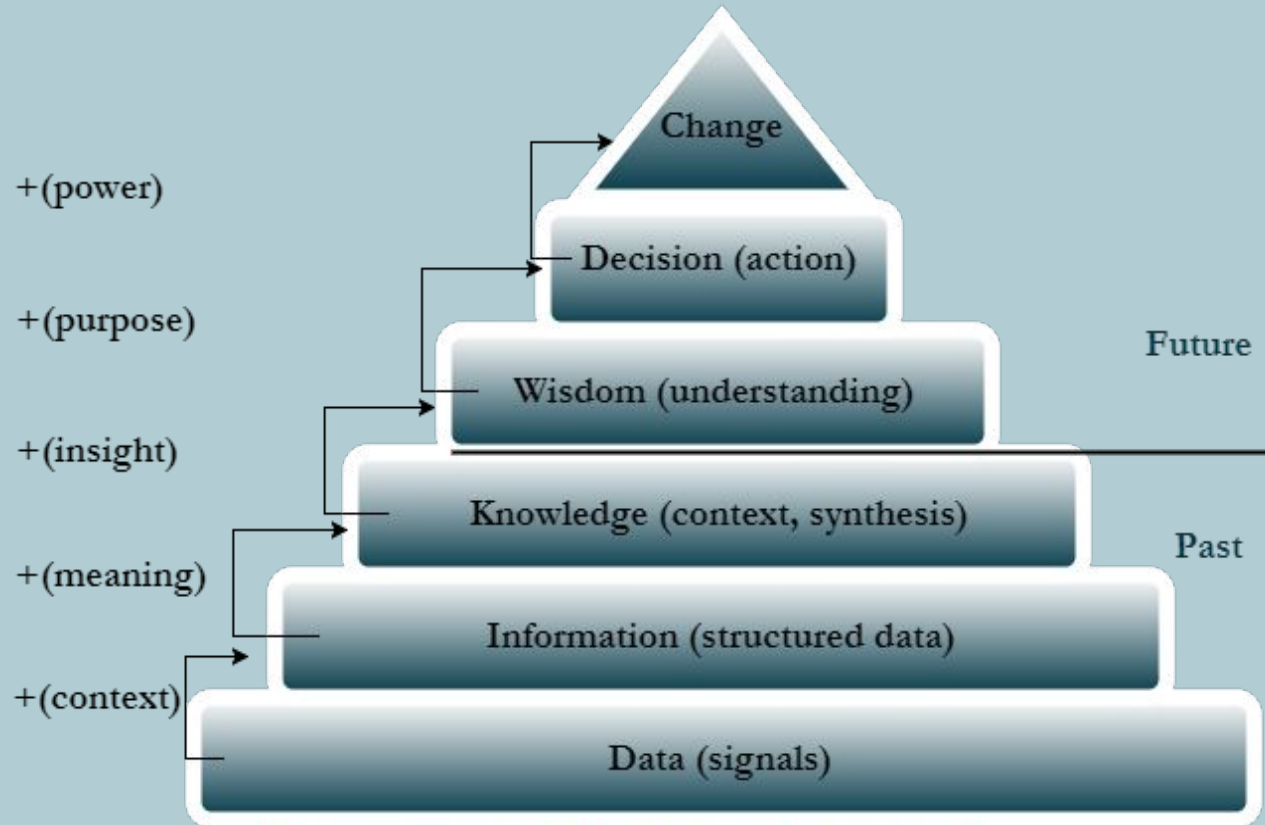 Change
+(power)
Decision (action)
+(purpose)
Future
Wisdom (understanding)
+(insight)
Knowledge (context, synthesis)
Past
+(meaning)
Information (structured data)
+(context)
Data (signals)